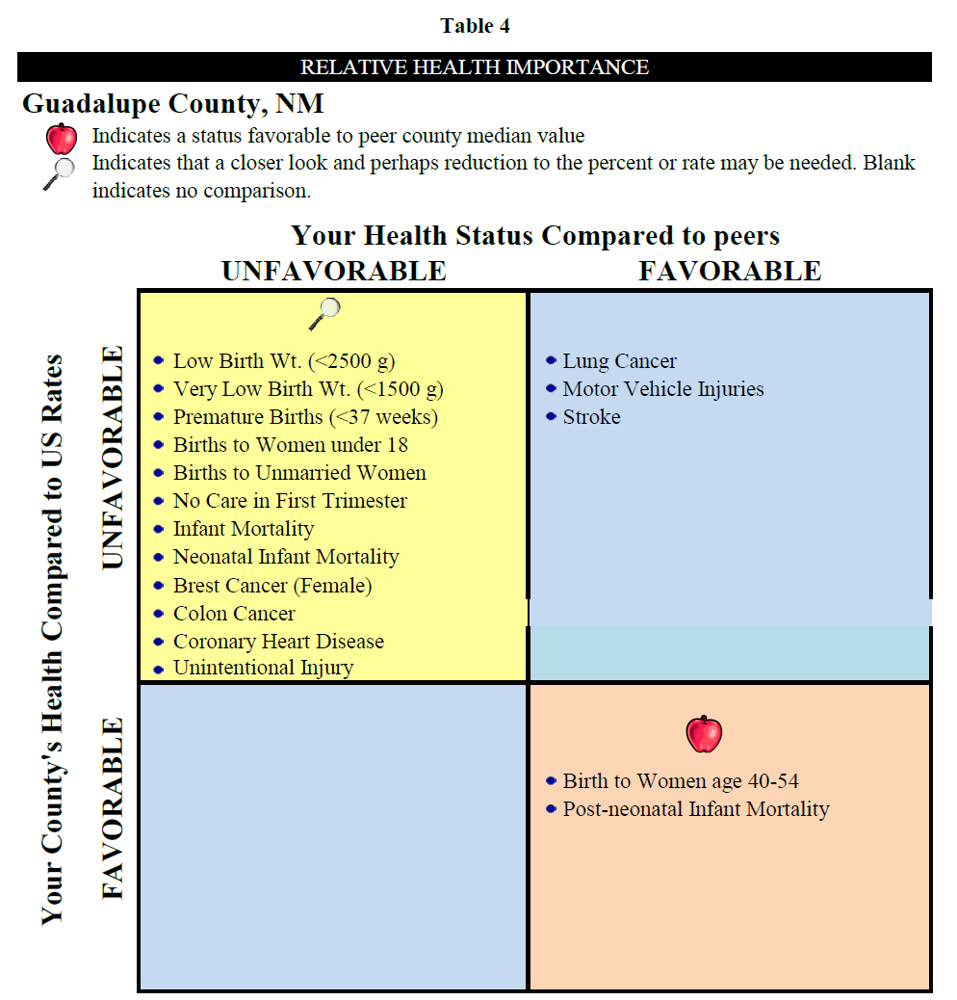 Table 4
RELATIVE HEALTH IMPORTANCE
Guadalupe County, NM
Indicates a status favorable to peer county median value
Indicates that a closer look and perhaps reduction to the percent or rate may be needed. Blank
indicates no comparison.
Your Health Status Compared to peers
UNFAVORABLE
FAVORABLE
Your County's Health Compared to US Rates
UNFAVORABLE
Low Birth Wt. (<2500 g)
Very Low Birth Wt. (<1500 g)
Premature Births (<37 weeks)
Births to Women under 18
Births to Unmarried Women
No Care in First Trimester
Infant Mortality
Neonatal Infant Mortality
Brest Cancer (Female)
Colon Cancer
Coronary Heart Disease
Unintentional Injury
Lung Cancer
Motor Vehicle Injuries
Stroke
FAVORABLE
Birth to Women age 40-54
Post-neonatal Infant Mortality